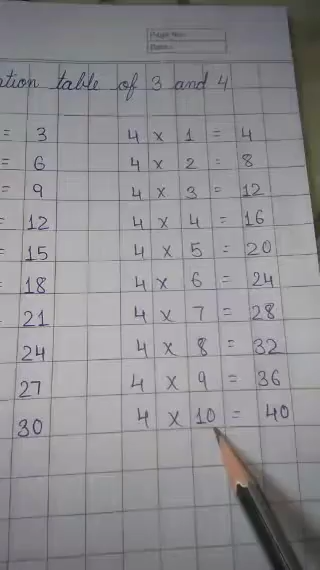 Page No.
Date
ation table of 3 and 4
= 3 4 x 1 = 4
= 6 4 x 2 = 8
= 9 4 x 3 = 12
= 12 4 x 4 = 16
= 15 4 x 5 = 20
= 18 4 x 6 = 24
= 21 4 x 7 = 28
24 4 x 8 = 32
27 4 x 9 = 36
30 4 x 10 = 40